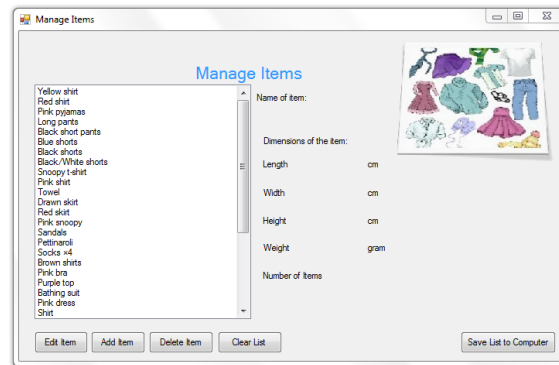 Manage Items
Manage Items
Yellow shirt
Red shirt
Pink pyjamas
Long pants
Black short pants
Blue shorts
Black shorts
Black/White shorts
Snoopy t-shirt
Pink shirt
Towel
Drawn skirt
Red skirt
Pink snoopy
Sandals
Pettinaroli
Socks ×4
Brown shirts
Pink bra
Purple top
Bathing suit
Pink dress
Shirt
Name of item:
Dimensions of the item:
Length cm
Width cm
Height cm
Weight gram
Number of Items
Edit Item Add Item Delete Item Clear List Save List to Computer